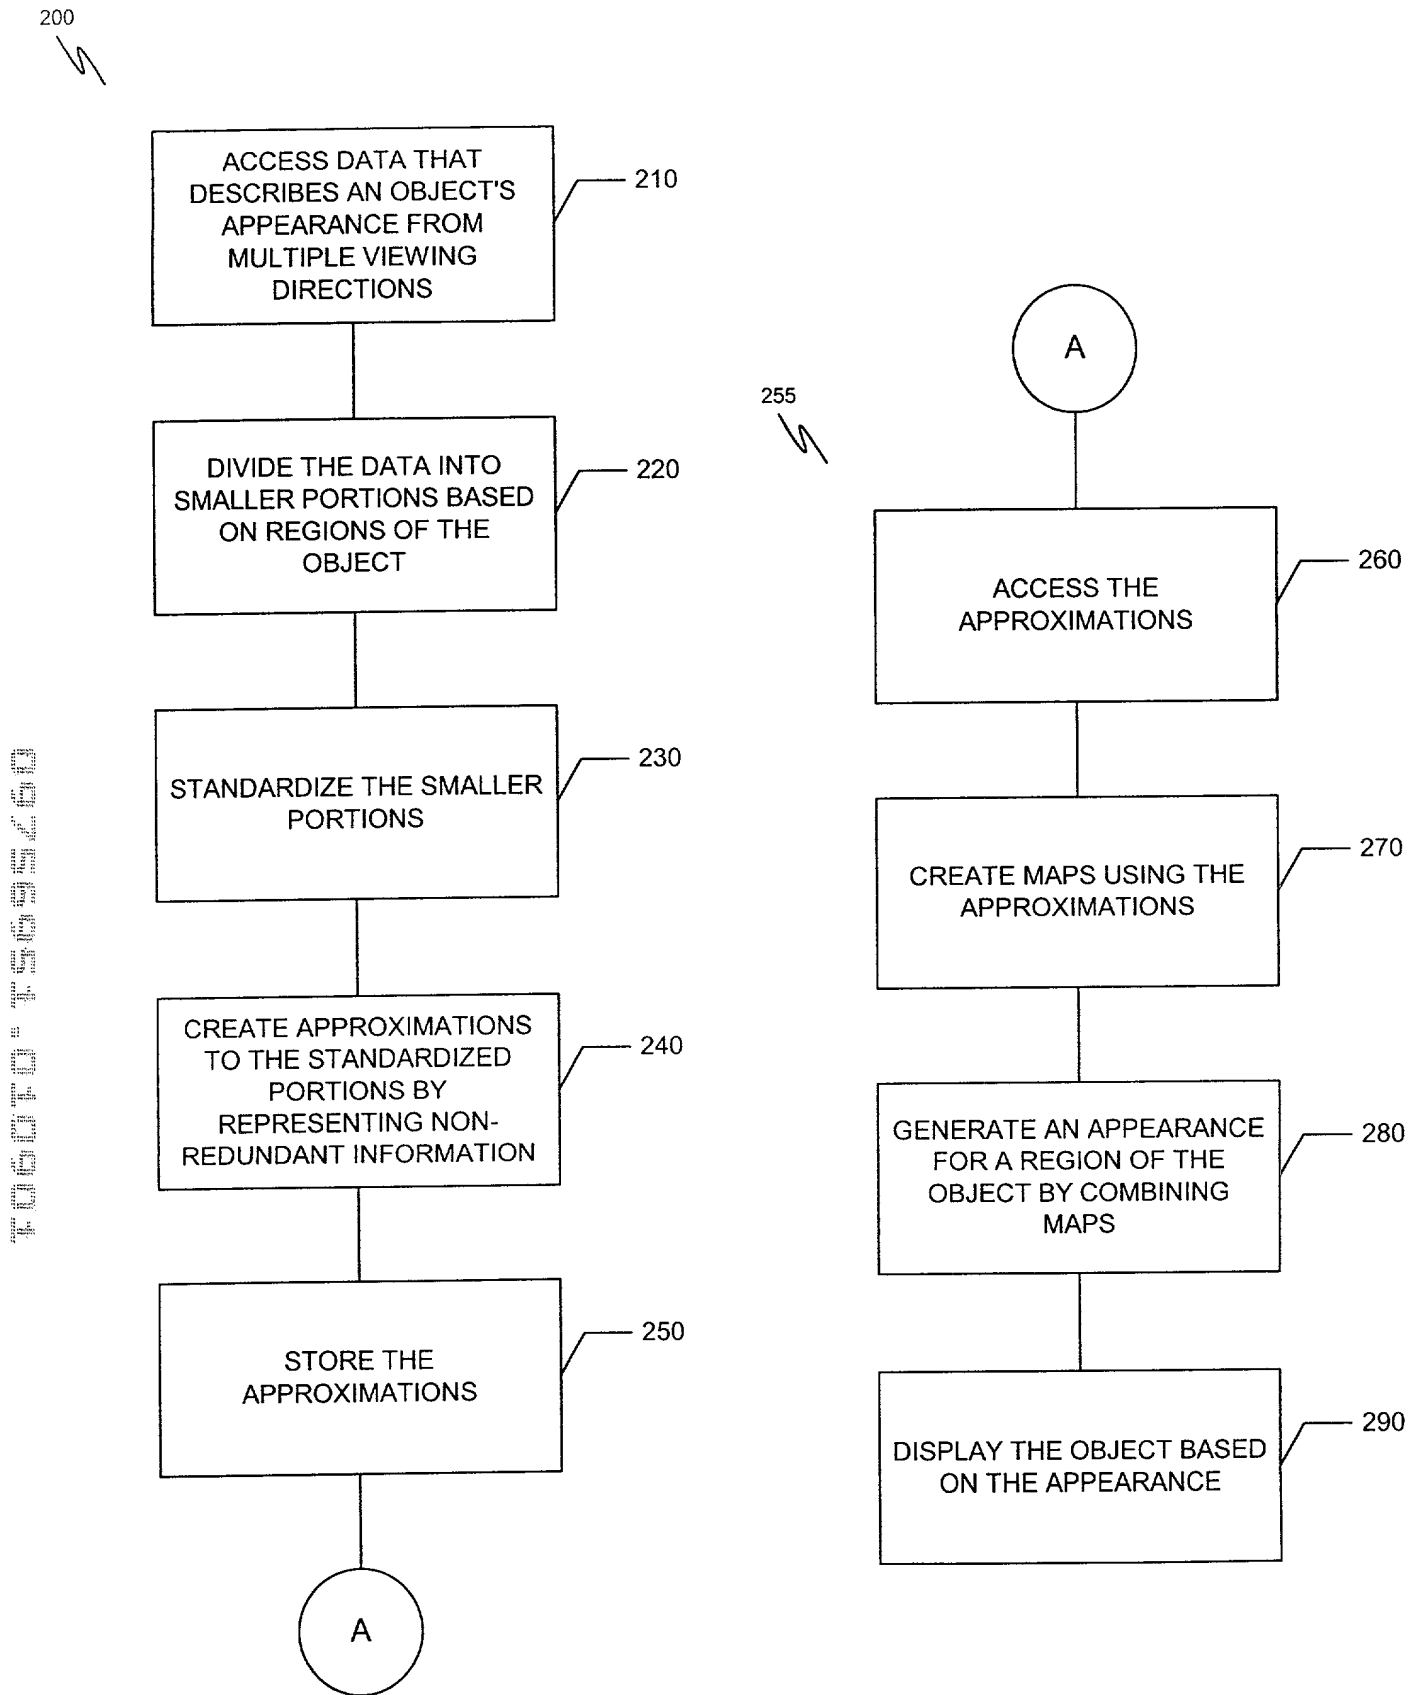 200
ACCESS DATA THAT
DESCRIBES AN OBJECT'S
APPEARANCE FROM
MULTIPLE VIEWING
DIRECTIONS
210
DIVIDE THE DATA INTO
SMALLER PORTIONS BASED
ON REGIONS OF THE
OBJECT
220
STANDARDIZE THE SMALLER
PORTIONS
230
CREATE APPROXIMATIONS
TO THE STANDARDIZED
PORTIONS BY
REPRESENTING NON-
REDUNDANT INFORMATION
240
STORE THE
APPROXIMATIONS
250
A
255
A
ACCESS THE
APPROXIMATIONS
260
CREATE MAPS USING THE
APPROXIMATIONS
270
GENERATE AN APPEARANCE
FOR A REGION OF THE
OBJECT BY COMBINING
MAPS
280
DISPLAY THE OBJECT BASED
ON THE APPEARANCE
290